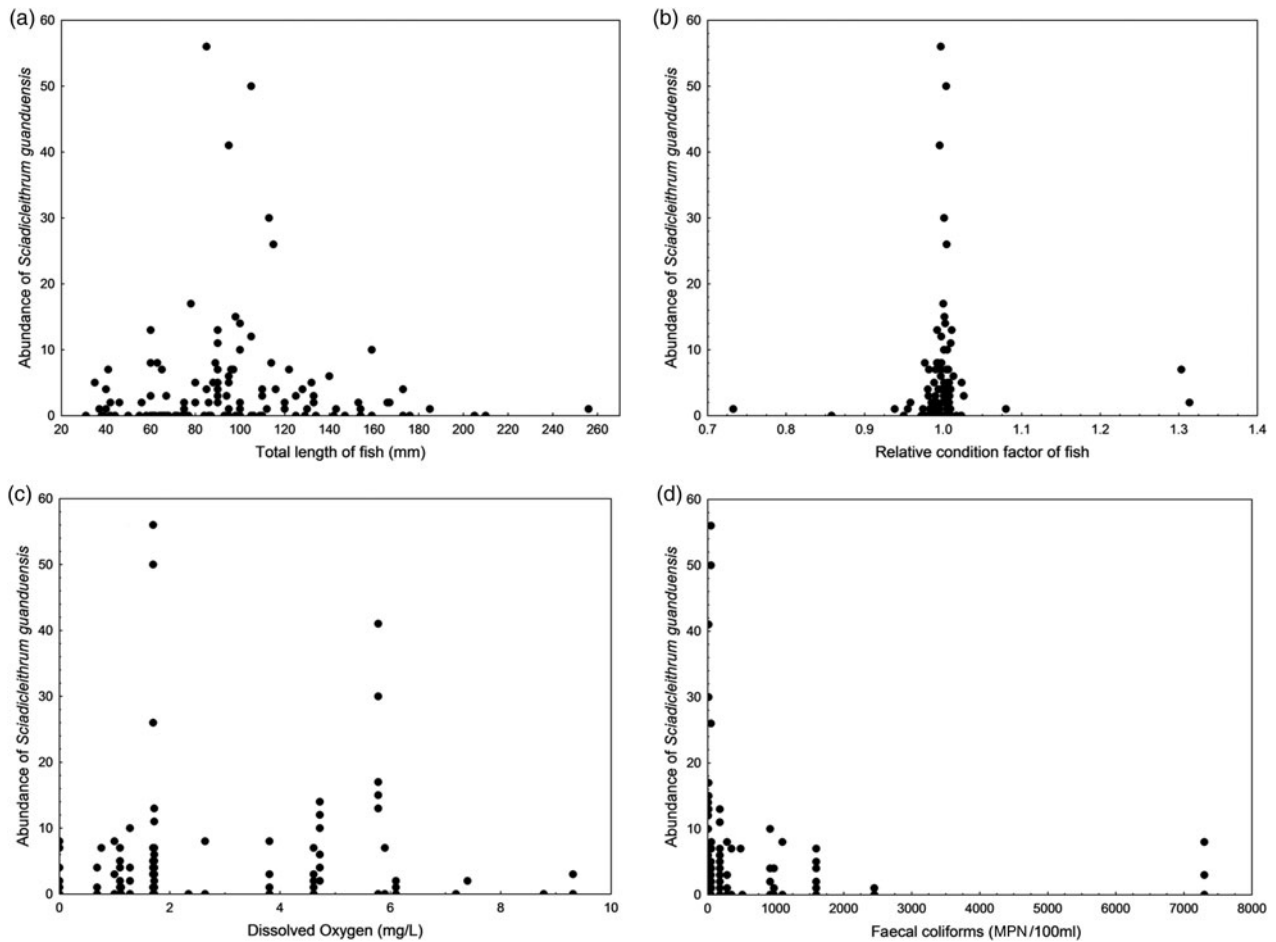 (a)
60
50
40
30
20
10
0
Abundance of Sciadicleithrum guanduensis
20 40 60 80 100 120 140 160 180 200 220 240 260
Total length of fish (mm)
(b)
60
50
40
30
20
10
0
Abundance of Sciadicleithrum guanduensis
0.7 0.8 0.9 1.0 1.1 1.2 1.3 1.4
Relative condition factor of fish
(c)
60
50
40
30
20
10
0
Abundance of Sciadicleithrum guanduensis
0 2 4 6 8 10
Dissolved Oxygen (mg/L)
(d)
60
50
40
30
20
10
0
Abundance of Sciadicleithrum guanduensis
0 1000 2000 3000 4000 5000 6000 7000 8000
Faecal coliforms (MPN/100ml)